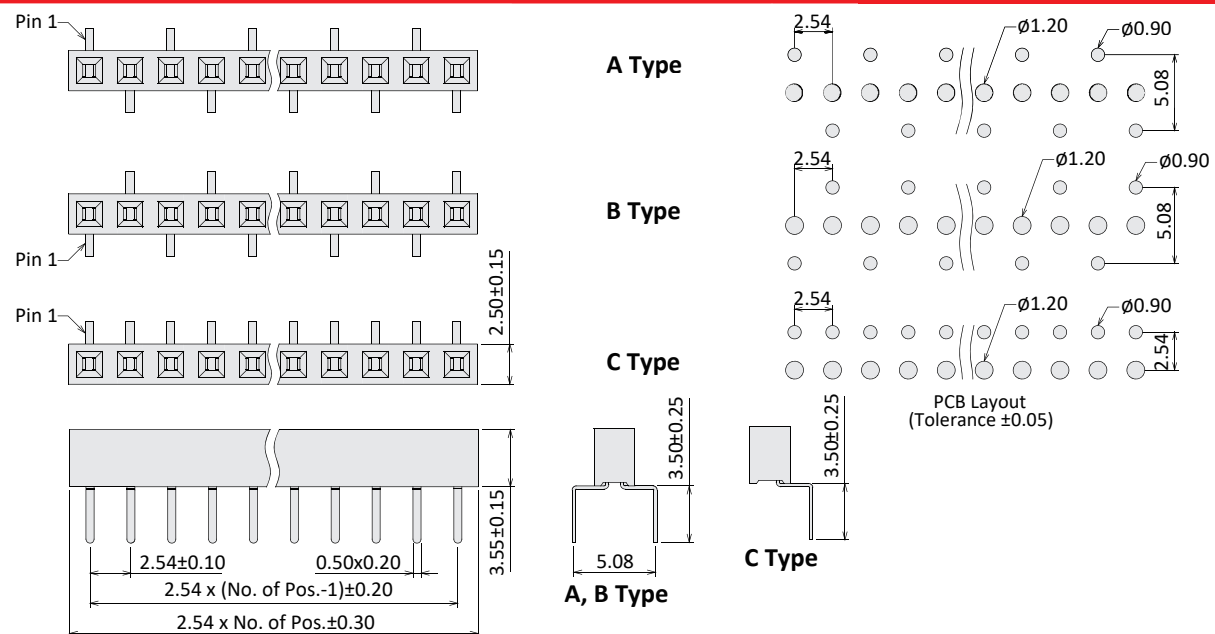 Pin 1
A Type
2.54
ø1.20
ø0.90
5.08
Pin 1
B Type
2.54
ø1.20
ø0.90
5.08
Pin 1
2.50±0.15
C Type
2.54
ø1.20
ø0.90
2.54
PCB Layout
(Tolerance ±0.05)
3.55±0.15
2.54±0.10
0.50x0.20
2.54 x (No. of Pos.-1)±0.20
2.54 x No. of Pos.±0.30
3.50±0.25
5.08
A, B Type
3.50±0.25
C Type